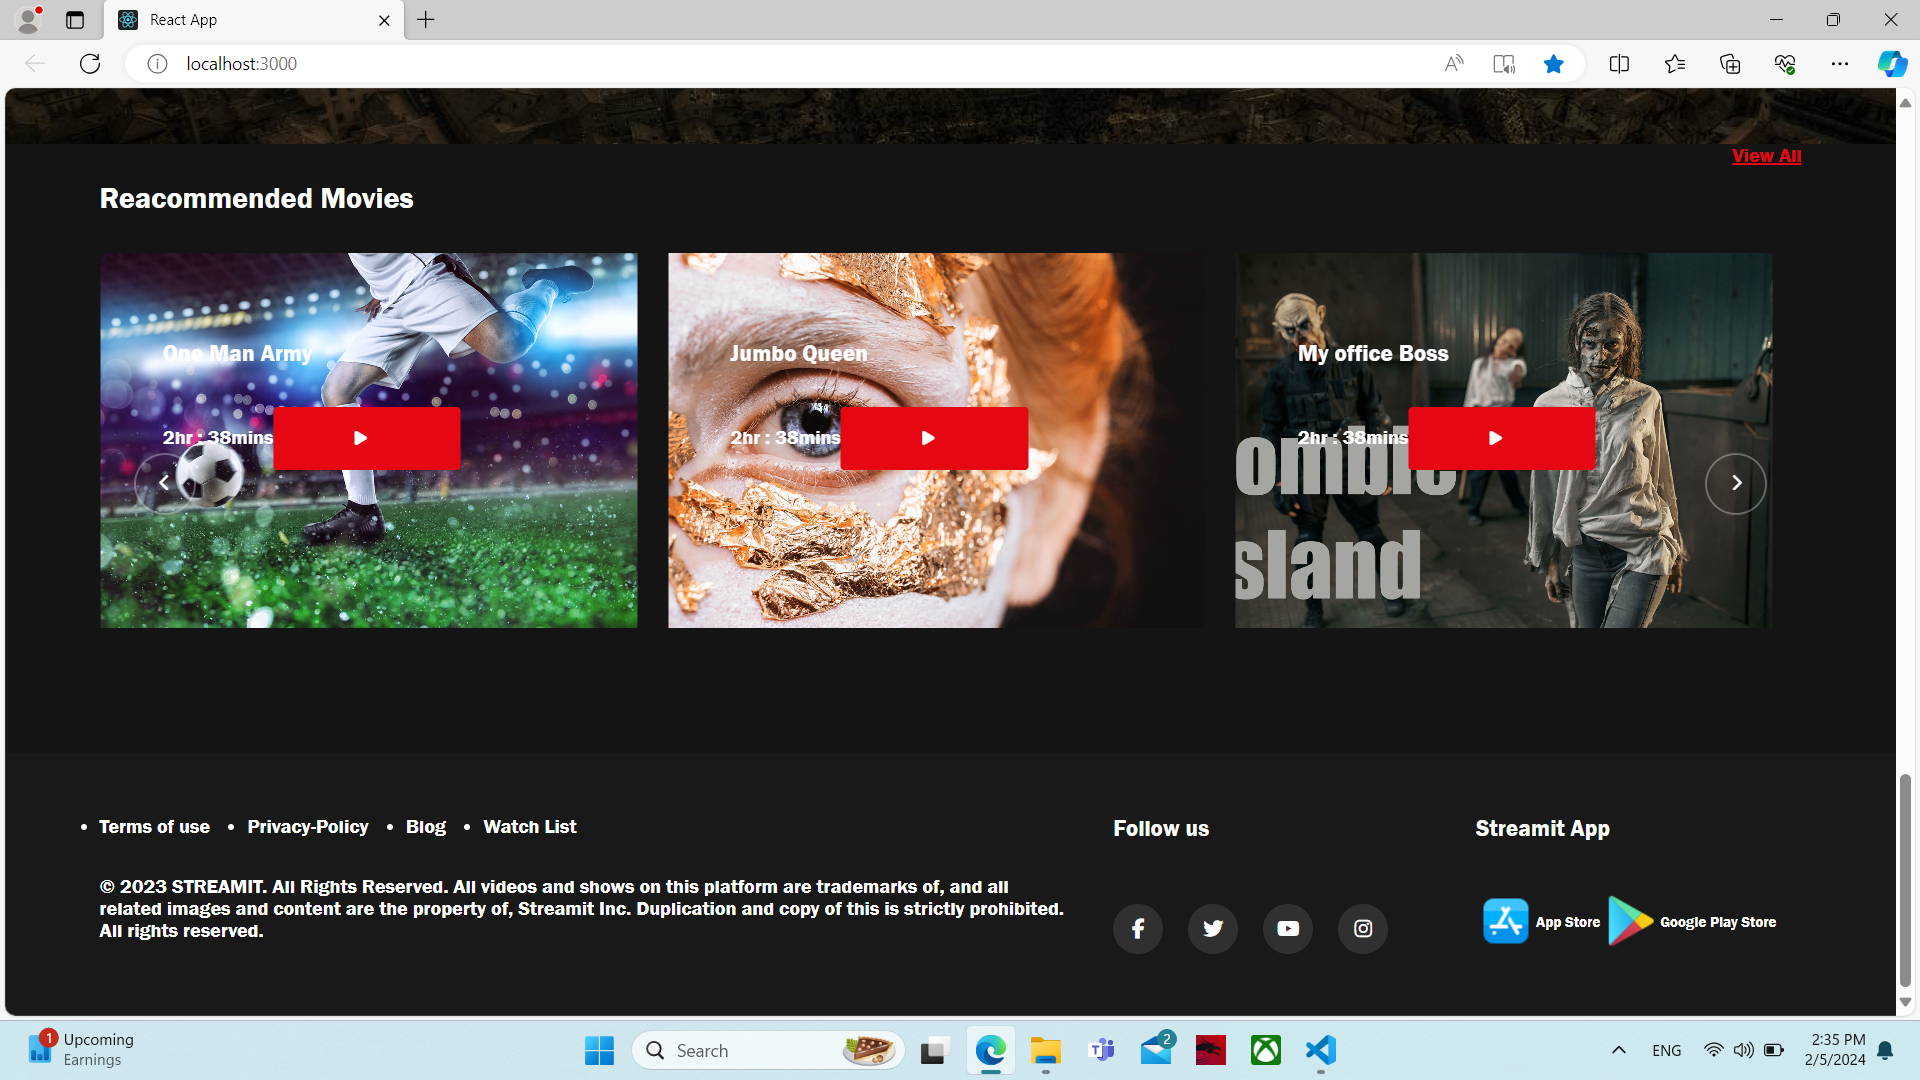 React App
localhost:3000
View All
Reacommended Movies
One Man Army
2hr : 38mins
Jumbo Queen
2hr : 38mins
My office Boss
2hr : 38mins
ombie
sland
• Terms of use • Privacy-Policy • Blog • Watch List
© 2023 STREAMIT. All Rights Reserved. All videos and shows on this platform are trademarks of, and all
related images and content are the property of, Streamit Inc. Duplication and copy of this is strictly prohibited.
All rights reserved.
Follow us
Streamit App
App Store
Google Play Store
1
Upcoming
Earnings
Search
2
ENG
2:35 PM
2/5/2024